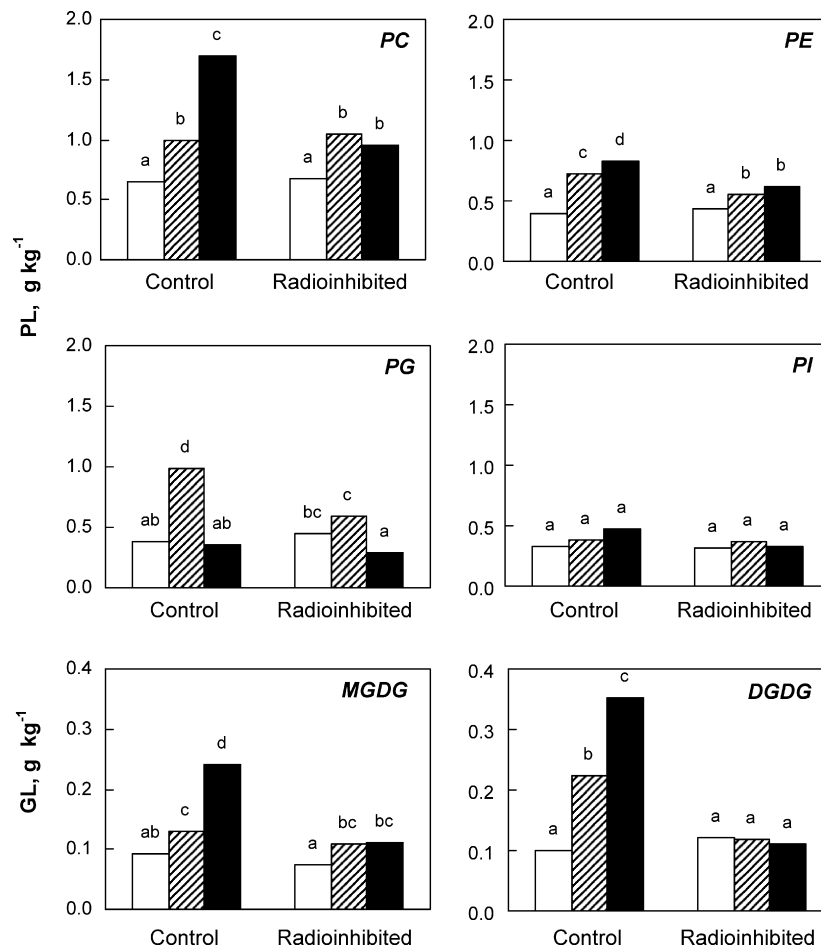 PL, g kg-1
2.0
1.5
1.0
0.5
0.0
PC
a
b
c
a
b
b
Control
Radioinhibited
2.0
1.5
1.0
0.5
0.0
PE
a
c
d
a
b
b
Control
Radioinhibited
2.0
1.5
1.0
0.5
0.0
PG
ab
d
ab
bc
c
a
Control
Radioinhibited
2.0
1.5
1.0
0.5
0.0
PI
a
a
a
a
a
a
Control
Radioinhibited
GL, g kg-1
0.4
0.3
0.2
0.1
0.0
MGDG
ab
c
d
a
bc
bc
Control
Radioinhibited
0.4
0.3
0.2
0.1
0.0
DGDG
a
b
c
a
a
a
Control
Radioinhibited